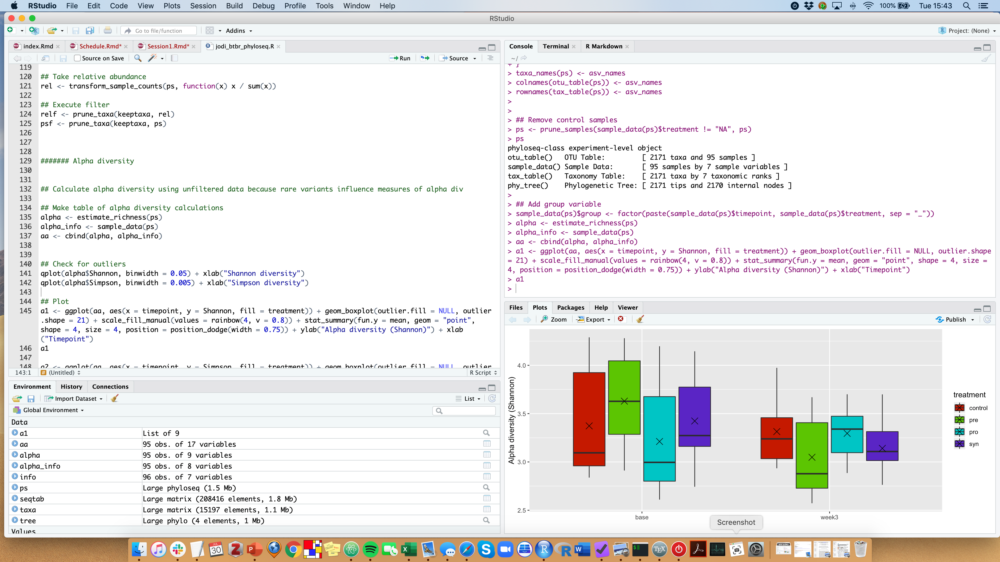 RStudio File Edit Code View Plots Session Build Debug Profile Tools Window Help 100% Tue 15:43
RStudio
Go to file/function Addins Project: (None)
index.Rmd Schedule.Rmd* Session1.Rmd* jodi_btbr_phyloseq.R
Source on Save Run Source
119
120 ## Take relative abundance
121 rel <- transform_sample_counts(ps, function(x) x / sum(x))
122
123 ## Execute filter
124 relf <- prune_taxa(keeptaxa, rel)
125 psf <- prune_taxa(keeptaxa, ps)
126
127
128
129 ####### Alpha diversity
130
131
132 ## Calculate alpha diversity using unfiltered data because rare variants influence measures of alpha div
133
134 ## Make table of alpha diversity calculations
135 alpha <- estimate_richness(ps)
136 alpha_info <- sample_data(ps)
137 aa <- cbind(alpha, alpha_info)
138
139
140 ## Check for outliers
141 qplot(alpha$Shannon, binwidth = 0.05) + xlab("Shannon diversity")
142 qplot(alpha$Simpson, binwidth = 0.005) + xlab("Simpson diversity")
143
144 ## Plot
145 a1 <- ggplot(aa, aes(x = timepoint, y = Shannon, fill = treatment)) + geom_boxplot(outlier.fill = NULL, outlier
.shape = 21) + scale_fill_manual(values = rainbow(4, v = 0.8)) + stat_summary(fun.y = mean, geom = "point",
shape = 4, size = 4, position = position_dodge(width = 0.75)) + ylab("Alpha diversity (Shannon)") + xlab
("Timepoint")
146 a1
147
148 a2 <- ggplot(aa, aes(x = timepoint, y = Simpson, fill = treatment)) + geom_boxplot(outlier.fill = NULL, outlier
143:1 # (Untitled) R Script
Environment History Connections
Import Dataset List
Global Environment
Data
a1 List of 9
aa 95 obs. of 17 variables
alpha 95 obs. of 9 variables
alpha_info 95 obs. of 8 variables
info 96 obs. of 7 variables
ps Large phyloseq (1.5 Mb)
seqtab Large matrix (208416 elements, 1.8 Mb)
taxa Large matrix (15197 elements, 1.1 Mb)
tree Large phylo (4 elements, 1 Mb)
Values
Console Terminal R Markdown
~/
+ }
> taxa_names(ps) <- asv_names
> colnames(otu_table(ps)) <- asv_names
> rownames(tax_table(ps)) <- asv_names
>
>
> ## Remove control samples
> ps <- prune_samples(sample_data(ps)$treatment != "NA", ps)
> ps
phyloseq-class experiment-level object
otu_table() OTU Table: [ 2171 taxa and 95 samples ]
sample_data() Sample Data: [ 95 samples by 7 sample variables ]
tax_table() Taxonomy Table: [ 2171 taxa by 7 taxonomic ranks ]
phy_tree() Phylogenetic Tree: [ 2171 tips and 2170 internal nodes ]
>
> ## Add group variable
> sample_data(ps)$group <- factor(paste(sample_data(ps)$timepoint, sample_data(ps)$treatment, sep = "_"))
> alpha <- estimate_richness(ps)
> alpha_info <- sample_data(ps)
> aa <- cbind(alpha, alpha_info)
> a1 <- ggplot(aa, aes(x = timepoint, y = Shannon, fill = treatment)) + geom_boxplot(outlier.fill = NULL, outlier.shape
= 21) + scale_fill_manual(values = rainbow(4, v = 0.8)) + stat_summary(fun.y = mean, geom = "point", shape = 4, size =
4, position = position_dodge(width = 0.75)) + ylab("Alpha diversity (Shannon)") + xlab("Timepoint")
> a1
>
Files Plots Packages Help Viewer
Zoom Export Publish
Alpha diversity (Shannon)
4.0
3.5
3.0
2.5
base week3
treatment
control
pre
pro
syn
Screenshot
JUL
30